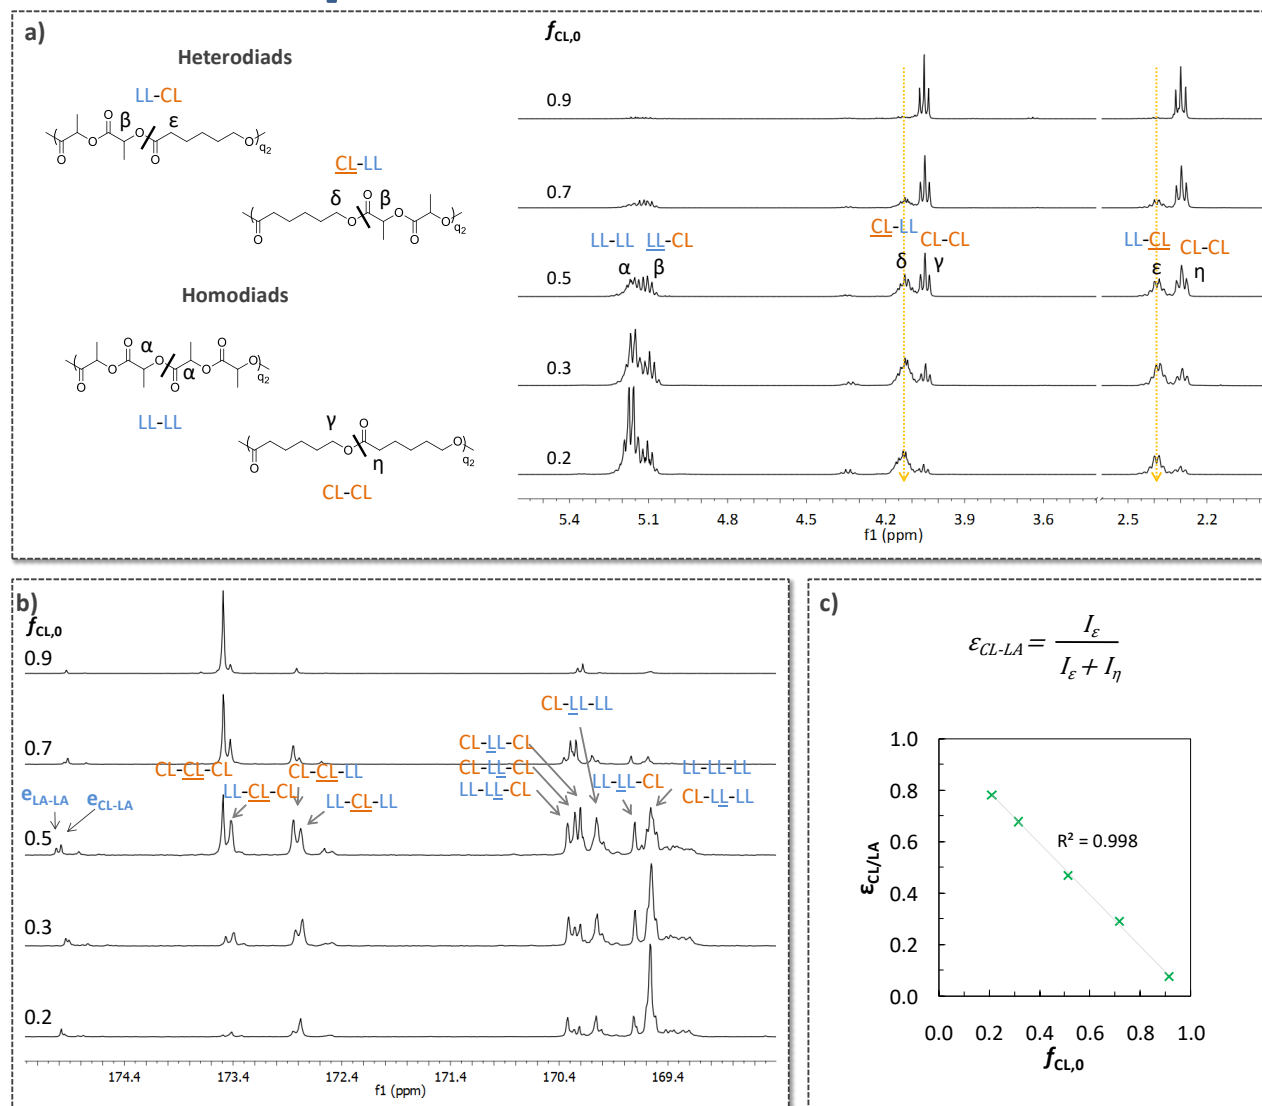 a)
Heterodiads
LL-CL
O
β
ε
O
O
O
O
q2
CL-LL
δ
β
O
O
O
O
O
q2
Homodiads
α
O
O
O
O
O
O
α
q2
LL-LL
γ
O
O
O
O
η
q2
CL-CL
fCL,0
0.9
0.7
CL-LL
LL-LL LL-CL CL-CL LL-CL CL-CL
α β δ γ ε η
0.5
0.3
0.2
5.4 5.1 4.8 4.5 4.2 3.9 3.6 2.5 2.2
f1 (ppm)
b)
fCL,0
0.9
CL-LL-LL
0.7
CL-LL-CL
CL-CL-CL CL-CL-LL CL-LL-CL LL-LL-LL
eLA-LA eCL-LA LL-CL-CL LL-CL-LL LL-LL-CL LL-LL-CL CL-LL-LL
0.5
0.3
0.2
174.4 173.4 172.4 171.4 170.4 169.4
f1 (ppm)
c)
εCL-LA = Iε / Iε + Iη
εCL/LA
1.0
0.8
R² = 0.998
0.6
0.4
0.2
0.0
0.0 0.2 0.4 0.6 0.8 1.0
fCL,0